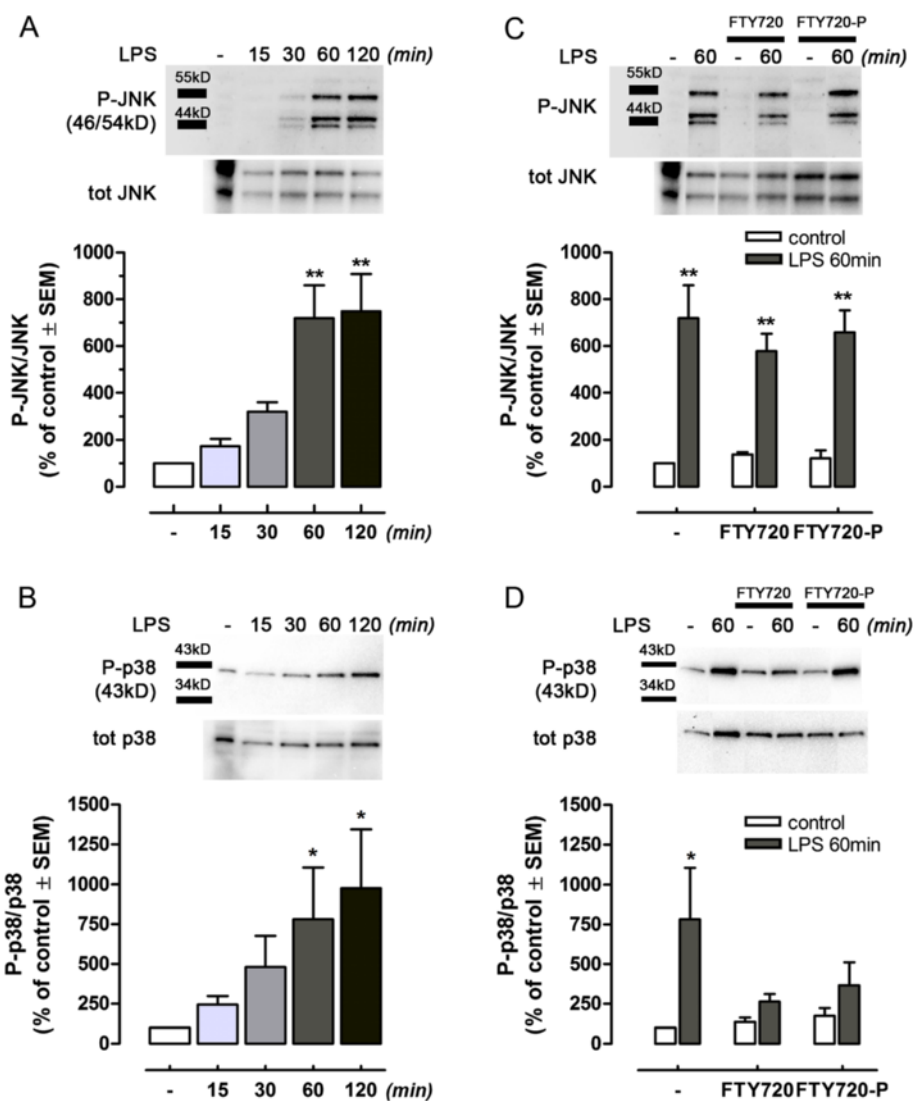 A
LPS - 15 30 60 120 (min)
55kD
P-JNK
(46/54kD)
44kD
tot JNK
P-JNK/JNK
(% of control ± SEM)
1000
800
600
400
200
0
** **
- 15 30 60 120 (min)
C
FTY720 FTY720-P
LPS - 60 - 60 - 60 (min)
55kD
P-JNK
44kD
tot JNK
control
LPS 60min
P-JNK/JNK
(% of control ± SEM)
1000
800
600
400
200
0
** ** **
- FTY720 FTY720-P
B
LPS - 15 30 60 120 (min)
43kD
P-p38
(43kD)
34kD
tot p38
P-p38/p38
(% of control ± SEM)
1500
1250
1000
750
500
250
0
* *
- 15 30 60 120 (min)
D
FTY720 FTY720-P
LPS - 60 - 60 - 60 (min)
43kD
P-p38
(43kD)
34kD
tot p38
control
LPS 60min
P-p38/p38
(% of control ± SEM)
1500
1250
1000
750
500
250
0
*
- FTY720 FTY720-P